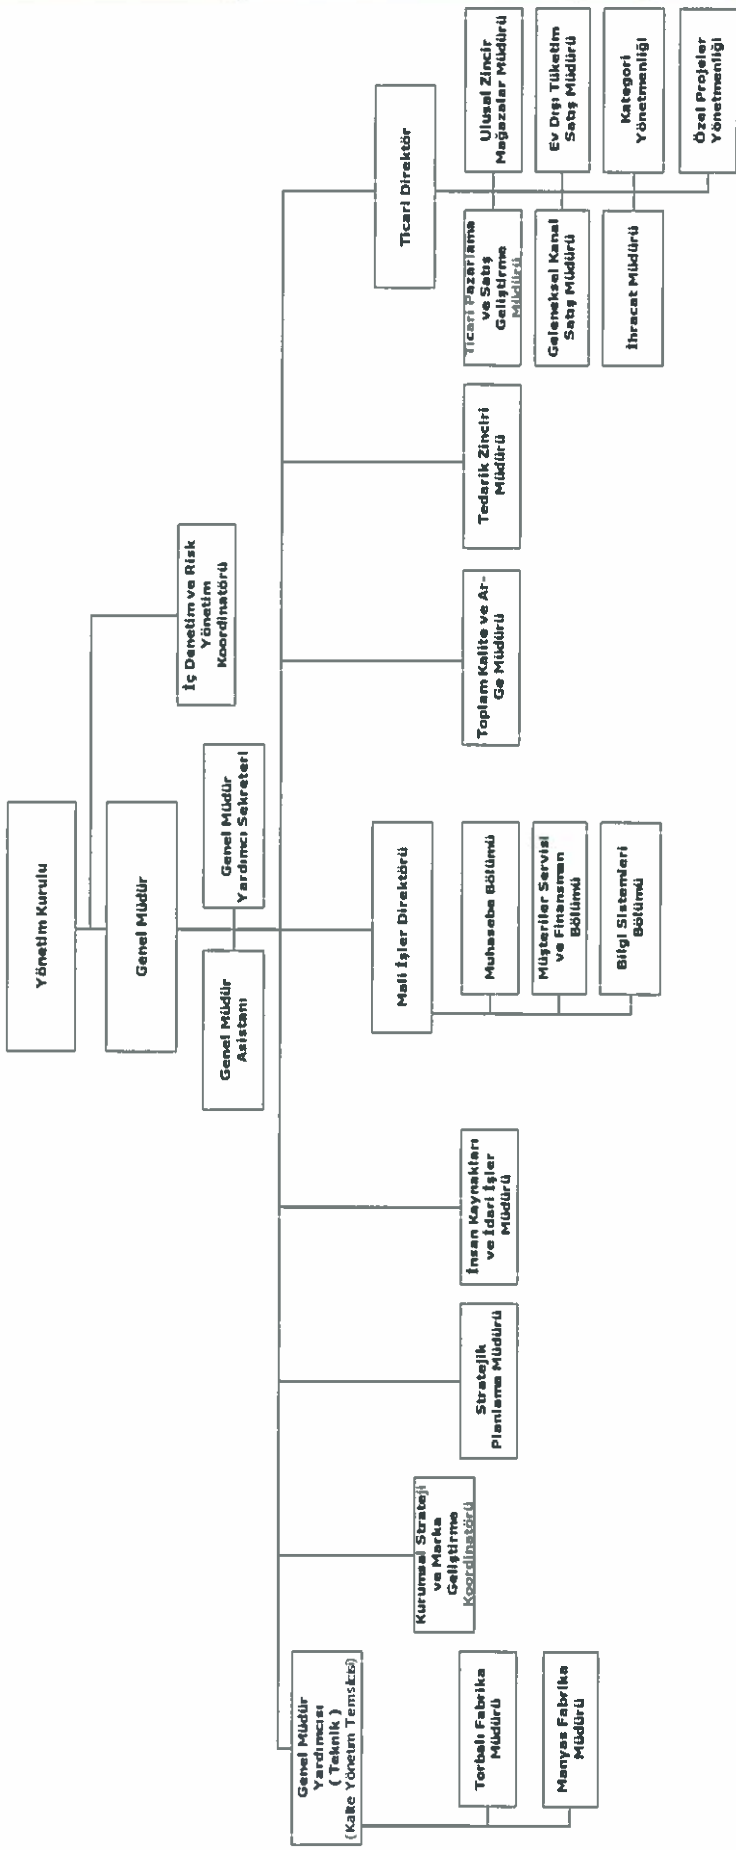 Yönetim Kurulu
Genel Müdür
İç Denetim ve Risk
Yönetim
Koordinatörü
Genel Müdür
Asistanı
Genel Müdür
Yardımcı Sekreteri
Genel Müdür
Yardımcısı
( Teknik )
(Kalite Yönetim Temsilcisi)
Torbalı Fabrika
Müdürü
Manyas Fabrika
Müdürü
Kurumsal Strateji
ve Marka
Geliştirme
Koordinatörü
Stratejik
Planlama Müdürü
İnsan Kaynakları
ve İdari İşler
Müdürü
Mali İşler Direktörü
Muhasebe Bölümü
Müşteriler Servisi
ve Finansman
Bölümü
Bilgi Sistemleri
Bölümü
Toplam Kalite ve Ar-
Ge Müdürü
Tedarik Zinciri
Müdürü
Ticari Direktör
Ticari Pazarlama
ve Satış
Geliştirme
Müdürü
Ulusal Zincir
Mağazalar Müdürü
Geleneksel Kanal
Satış Müdürü
Ev Dışı Tüketim
Satış Müdürü
İhracat Müdürü
Kategori
Yönetmenliği
Özel Projeler
Yönetmenliği